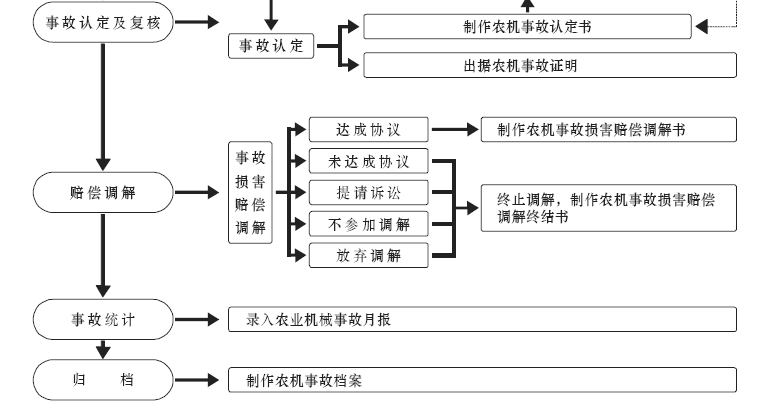 事故认定及复核
制作农机事故认定书
事故认定
出据农机事故证明
达成协议
制作农机事故损害赔偿调解书
事故
损害
赔偿
调解
未达成协议
赔偿调解
提请诉讼
终止调解，制作农机事故损害赔偿
调解终结书
不参加调解
放弃调解
事故统计
录入农业机械事故月报
归 档
制作农机事故档案